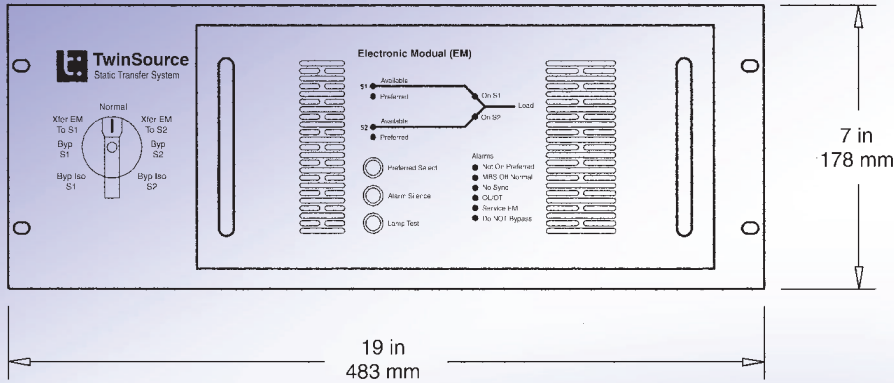 TwinSource
Static Transfer System
Normal
Xfer EM
To S1
Xfer EM
To S2
Byp
S1
Byp
S2
Byp Iso
S1
Byp Iso
S2
Electronic Modual (EM)
Available
S1
Preferred
On S1
Load
On S2
Available
S2
Preferred
Preferred Select
Alarm Silence
Lamp Test
Alarms
Not On Preferred
MBS Off Normal
No Sync
OL/OT
Service EM
Do NOT Bypass
7 in
178 mm
19 in
483 mm